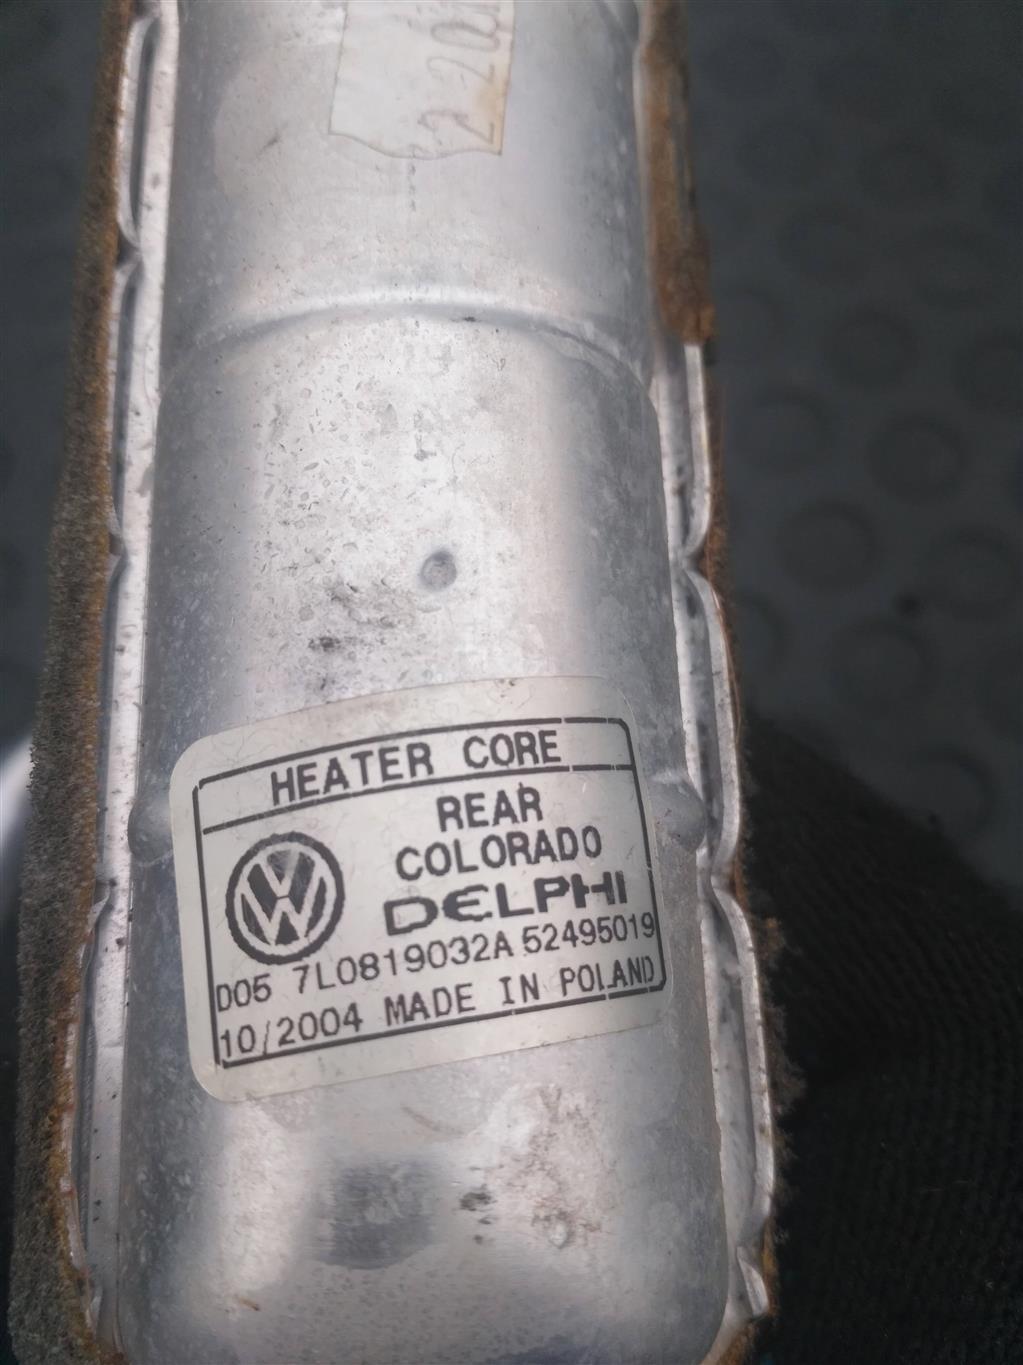 HEATER CORE
REAR
COLORADO
DELPHI
D05 7L0819032A 52495019
10/2004 MADE IN POLAND